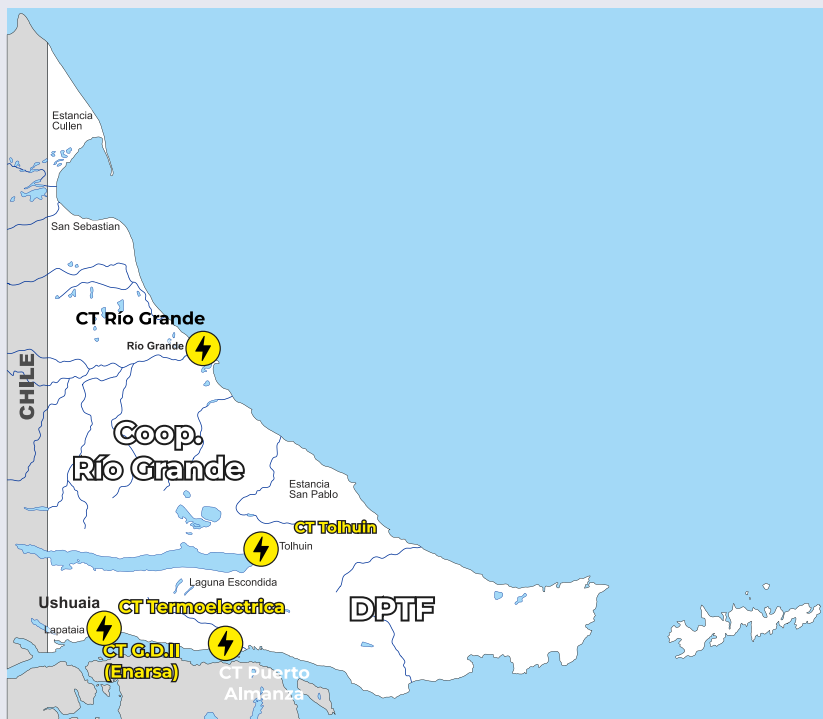 Estancia
Cullen
San Sebastian
CT Río Grande
Río Grande
CHILE
Coop.
Río Grande
Estancia
San Pablo
CT Tolhuin
Tolhuin
Laguna Escondida
Ushuaia
CT Termoelectrica
DPTF
Lapataia
CT G.D.II
(Enarsa)
CT Puerto
Almanza